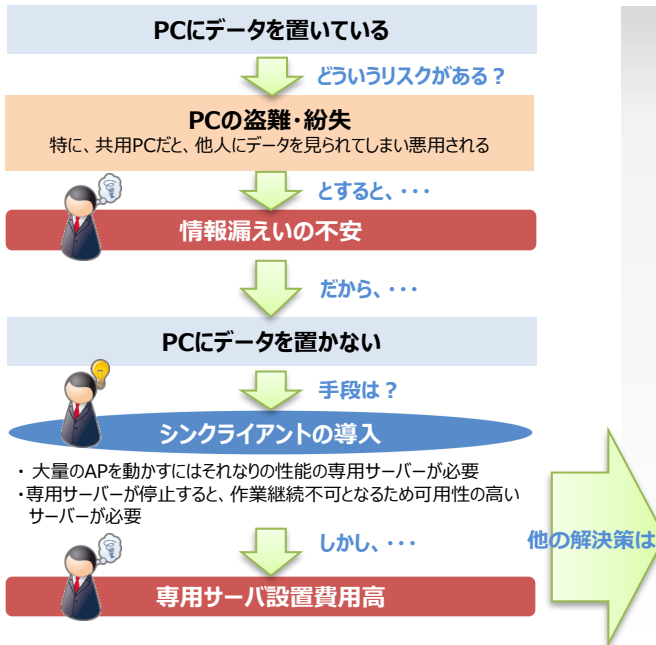 PCにデータを置いている
どういうリスクがある？
PCの盗難・紛失
特に、共用PCだと、他人にデータを見られてしまい悪用される
とすると、・・・
情報漏えいの不安
だから、・・・
PCにデータを置かない
手段は？
シンクライアントの導入
・ 大量のAPを動かすにはそれなりの性能の専用サーバーが必要
・専用サーバーが停止すると、作業継続不可となるため可用性の高い
サーバーが必要
しかし、・・・
他の解決策は
専用サーバ設置費用高